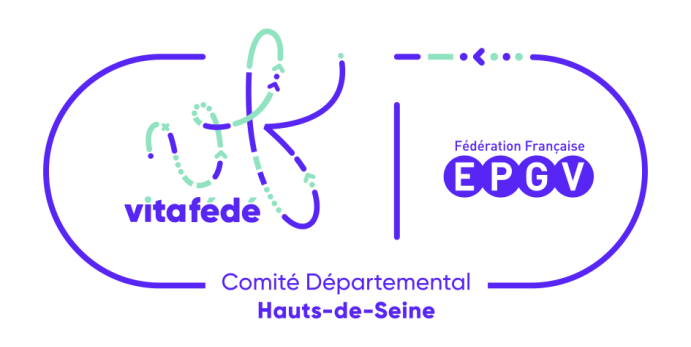 vitafédé
Fédération Française
EPGV
Comité Départemental
Hauts-de-Seine